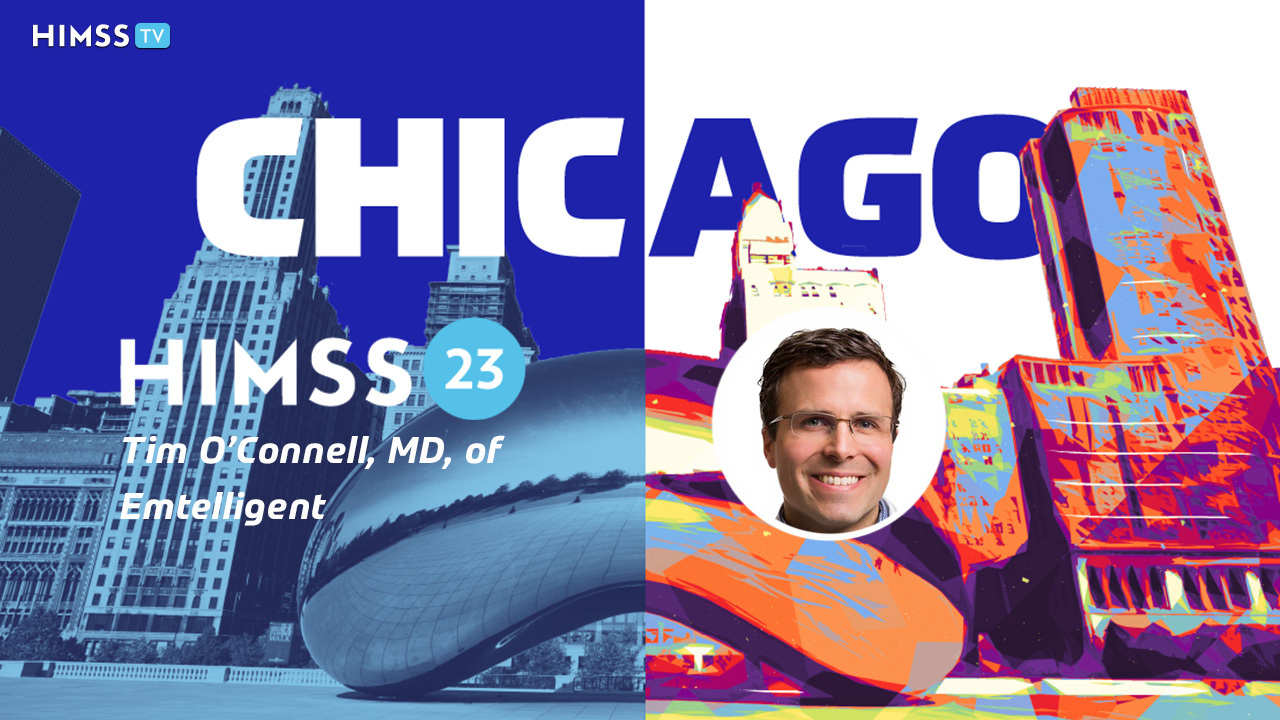 HIMSS TV
CHICAGO
HIMSS 23
Tim O’Connell, MD, of
Emtelligent